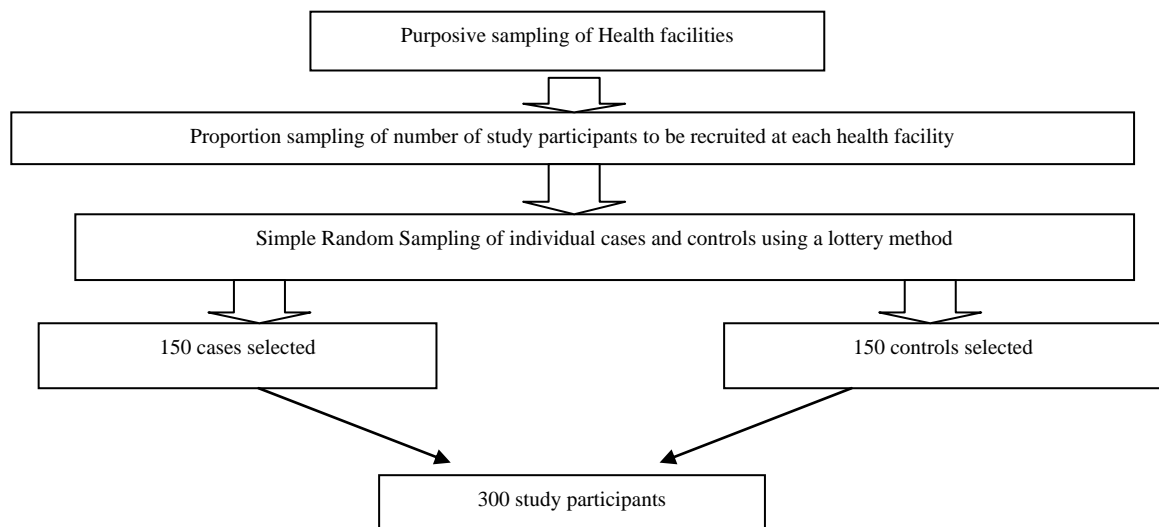 Purposive sampling of Health facilities
Proportion sampling of number of study participants to be recruited at each health facility
Simple Random Sampling of individual cases and controls using a lottery method
150 cases selected
150 controls selected
300 study participants